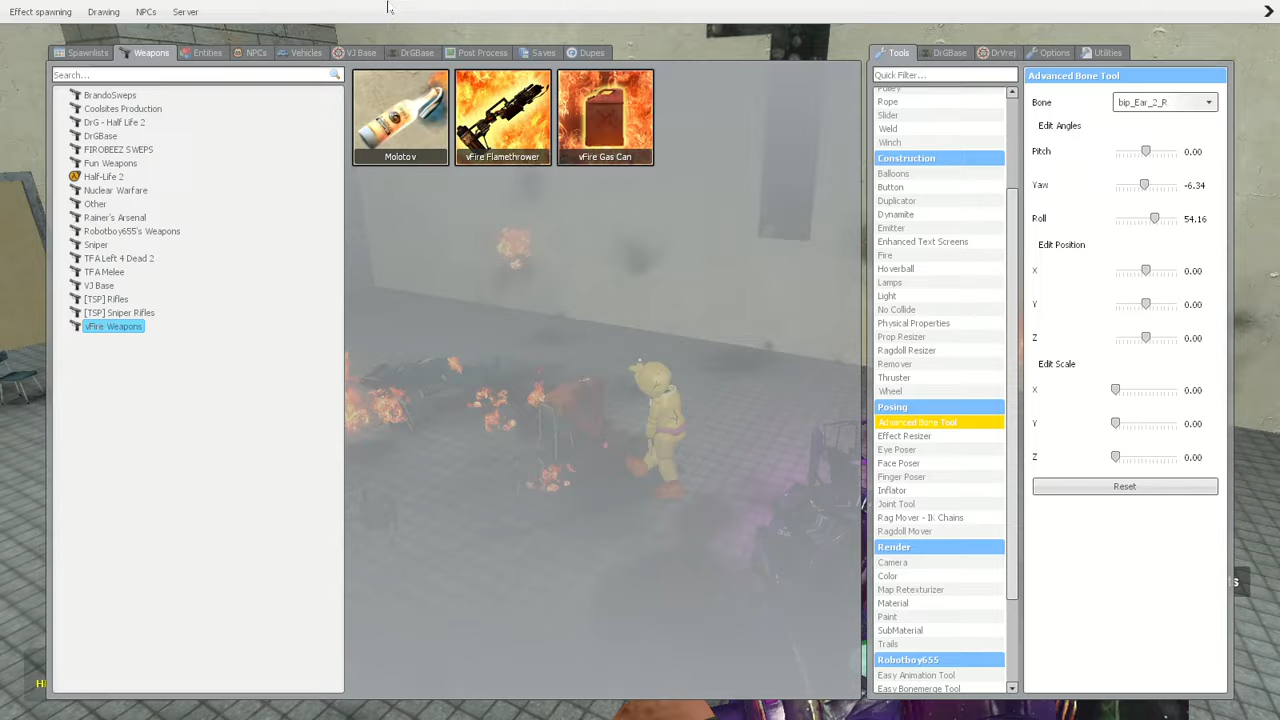 Effect spawning Drawing NPCs Server
Spawnlists Weapons Entities NPCs Vehicles VJ Base DrGBase Post Process Saves Dupes
Search...
BrandoSweps
Coolsites Production
DrG - Half Life 2
DrGBase
FIROBEEZ SWEPS
Fun Weapons
Half-Life 2
Nuclear Warfare
Other
Rainer's Arsenal
Robotboy655's Weapons
Sniper
TFA Left 4 Dead 2
TFA Melee
VJ Base
[TSP] Rifles
[TSP] Sniper Rifles
vFire Weapons
Molotov
vFire Flamethrower
vFire Gas Can
Tools DrGBase DrVrej Options Utilities
Quick Filter...
Pulley
Rope
Slider
Weld
Winch
Construction
Balloons
Button
Duplicator
Dynamite
Emitter
Enhanced Text Screens
Fire
Hoverball
Lamps
Light
No Collide
Physical Properties
Prop Resizer
Ragdoll Resizer
Remover
Thruster
Wheel
Posing
Advanced Bone Tool
Effect Resizer
Eye Poser
Face Poser
Finger Poser
Inflator
Joint Tool
Rag Mover - IK Chains
Ragdoll Mover
Render
Camera
Color
Map Retexturizer
Material
Paint
SubMaterial
Trails
Robotboy655
Easy Animation Tool
Easy Bonemerge Tool
Advanced Bone Tool
Bone bip_Ear_2_R
Edit Angles
Pitch 0.00
Yaw -6.34
Roll 54.16
Edit Position
X 0.00
Y 0.00
Z 0.00
Edit Scale
X 0.00
Y 0.00
Z 0.00
Reset